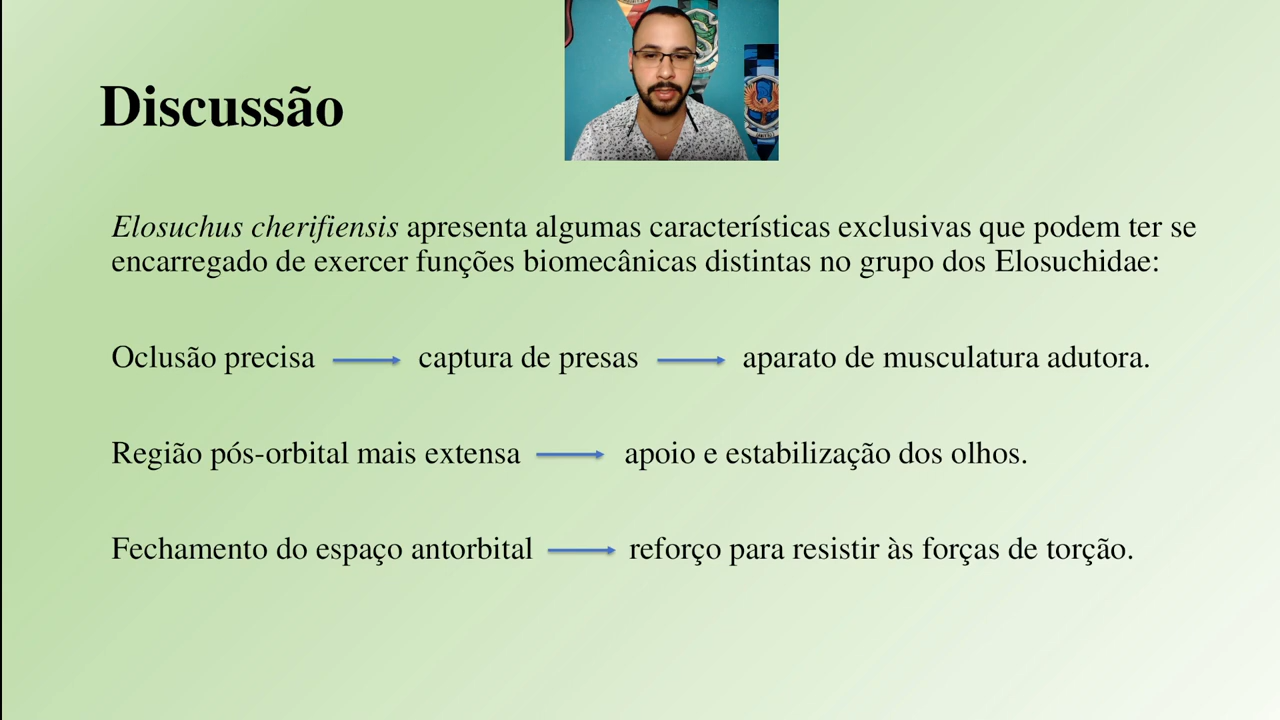 Discussão
Elosuchus cherifiensis apresenta algumas características exclusivas que podem ter se
encarregado de exercer funções biomecânicas distintas no grupo dos Elosuchidae:
Oclusão precisa captura de presas aparato de musculatura adutora.
Região pós-orbital mais extensa apoio e estabilização dos olhos.
Fechamento do espaço antorbital reforço para resistir às forças de torção.